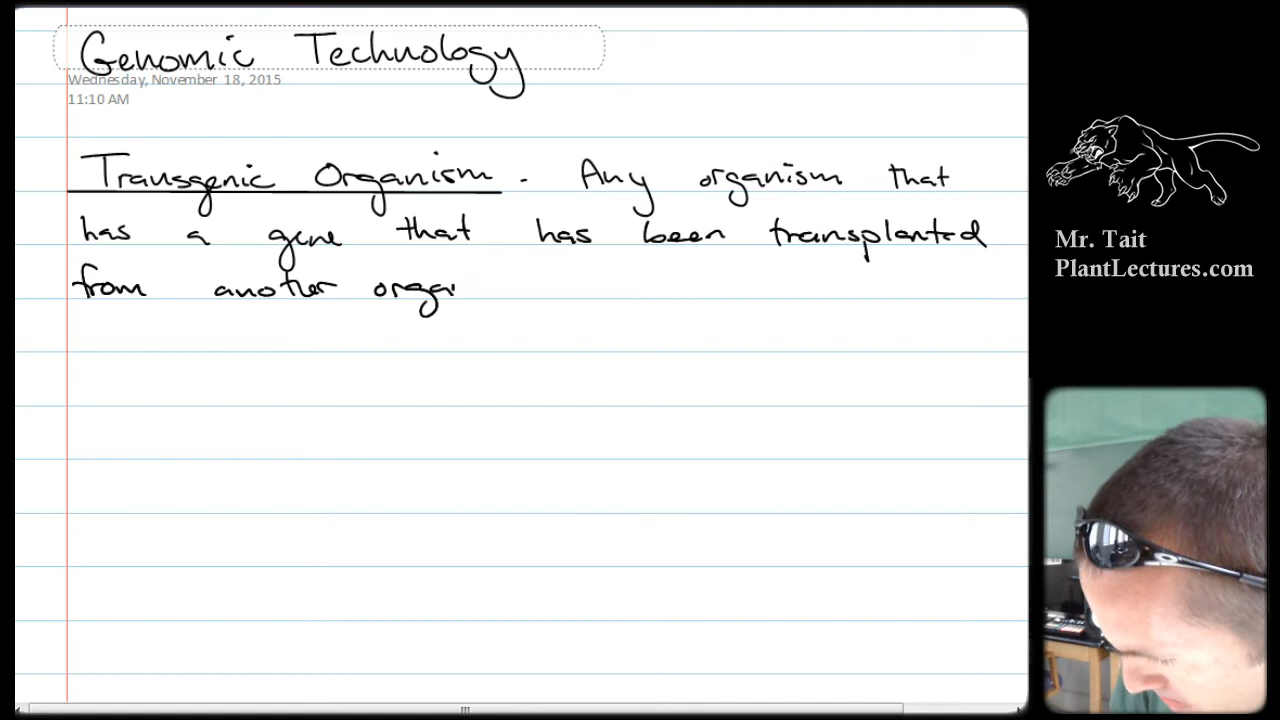 Genomic Technology
Wednesday, November 18, 2015
11:10 AM
Transgenic Organism - Any organism that
has a gene that has been transplanted
from another orga
Mr. Tait
PlantLectures.com